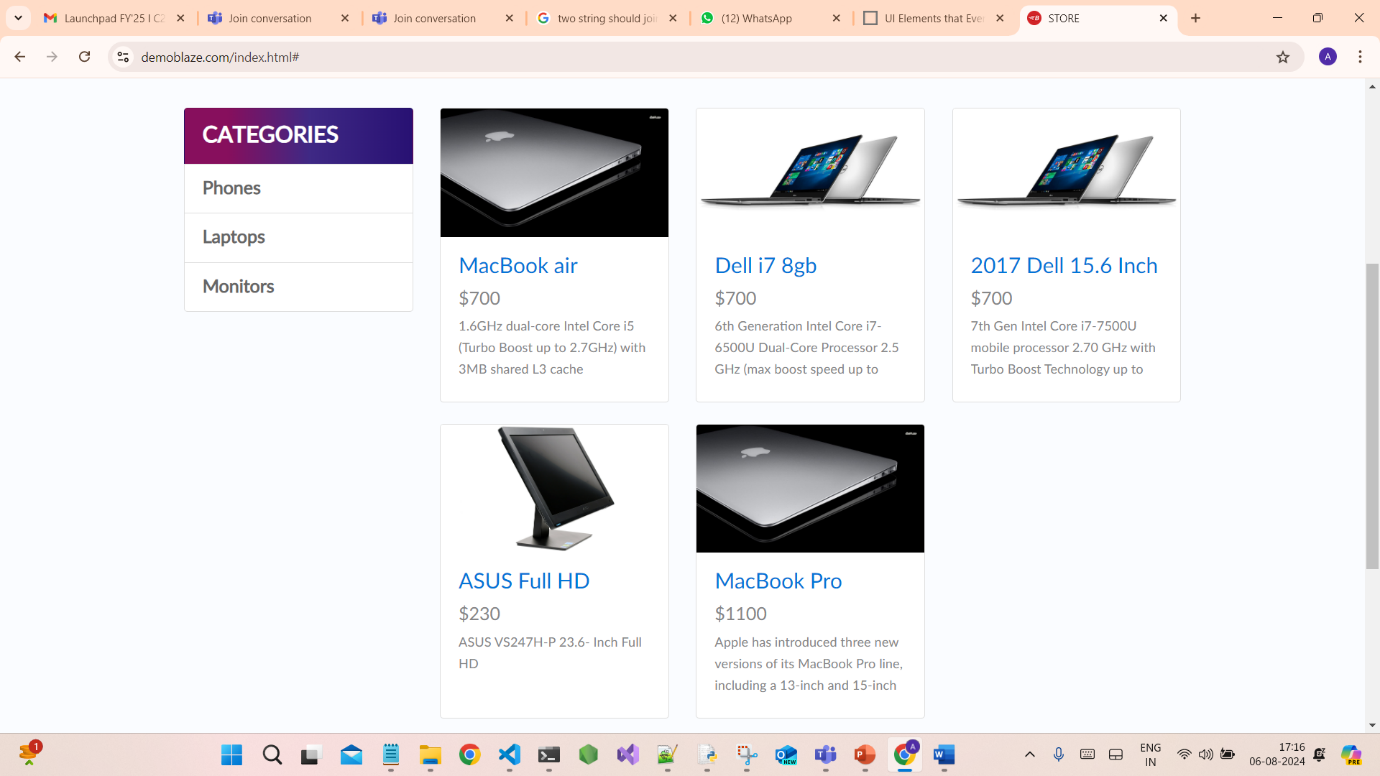 Launchpad FY'25 I C2
Join conversation
Join conversation
two string should joi
(12) WhatsApp
UI Elements that Eve
STORE
demoblaze.com/index.html#
A
CATEGORIES
Phones
Laptops
Monitors
MacBook air
$700
1.6GHz dual-core Intel Core i5
(Turbo Boost up to 2.7GHz) with
3MB shared L3 cache
Dell i7 8gb
$700
6th Generation Intel Core i7-
6500U Dual-Core Processor 2.5
GHz (max boost speed up to
2017 Dell 15.6 Inch
$700
7th Gen Intel Core i7-7500U
mobile processor 2.70 GHz with
Turbo Boost Technology up to
ASUS Full HD
$230
ASUS VS247H-P 23.6- Inch Full
HD
MacBook Pro
$1100
Apple has introduced three new
versions of its MacBook Pro line,
including a 13-inch and 15-inch
1
NEW
A
ENG
IN
17:16
06-08-2024
PRE